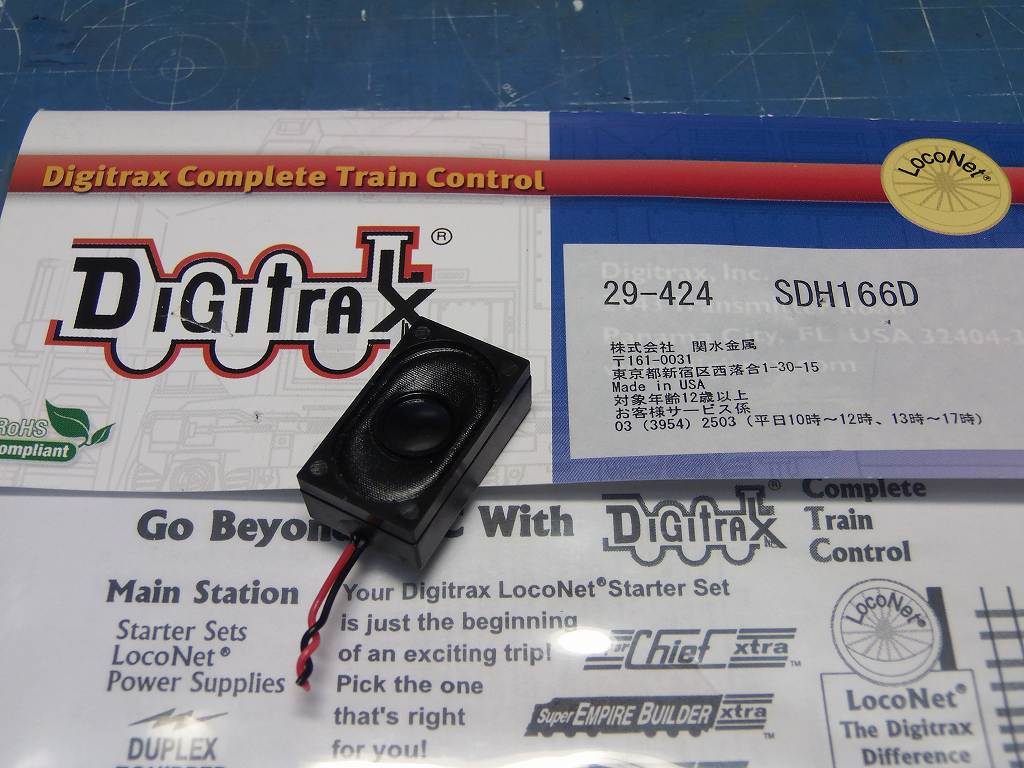 Digitrax Complete Train Control
LocoNet®
DIGITRAX®
Digitrax, Inc.
29-424 SDH166D
FL USA 32404-3
株式会社 関水金属
〒161-0031
東京都新宿区西落合1-30-15
Made in USA
対象年齢12歳以上
お客様サービス係
03 (3954) 2503 (平日10時～12時、13時～17時)
RoHS
compliant
Go With DIGITRAX® Complete
Train
Control
Main Station
Starter Sets
LocoNet®
Power Supplies
DUPLEX
Your Digitrax LocoNet® Starter Set
is just the beginning
of an exciting trip!
Pick the one
that's right
for you!
Chief xtra™
Super EMPIRE BUILDER xtra™
LocoNet®
LocoNet®
The Digitrax
Difference